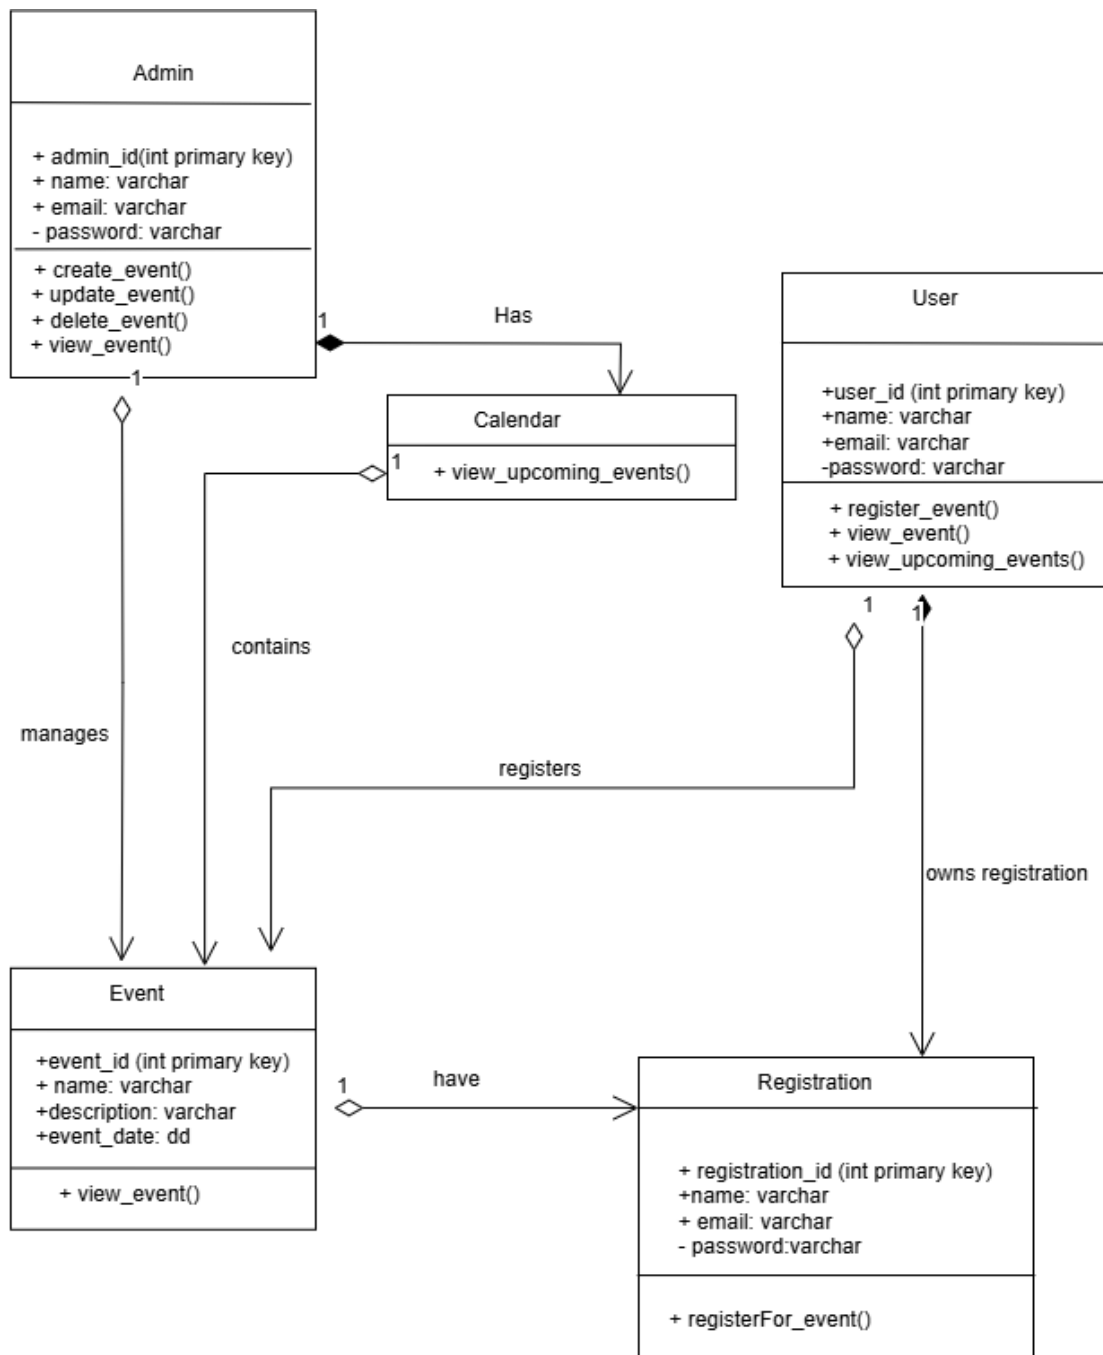 Admin
+ admin_id(int primary key)
+ name: varchar
+ email: varchar
- password: varchar
+ create_event()
+ update_event()
+ delete_event()
+ view_event()
1
1
Has
Calendar
1
+ view_upcoming_events()
User
+user_id (int primary key)
+name: varchar
+email: varchar
-password: varchar
+ register_event()
+ view_event()
+ view_upcoming_events()
1
1
contains
manages
registers
owns registration
Event
+event_id (int primary key)
+ name: varchar
+description: varchar
+event_date: dd
+ view_event()
1
have
Registration
+ registration_id (int primary key)
+name: varchar
+ email: varchar
- password:varchar
+ registerFor_event()